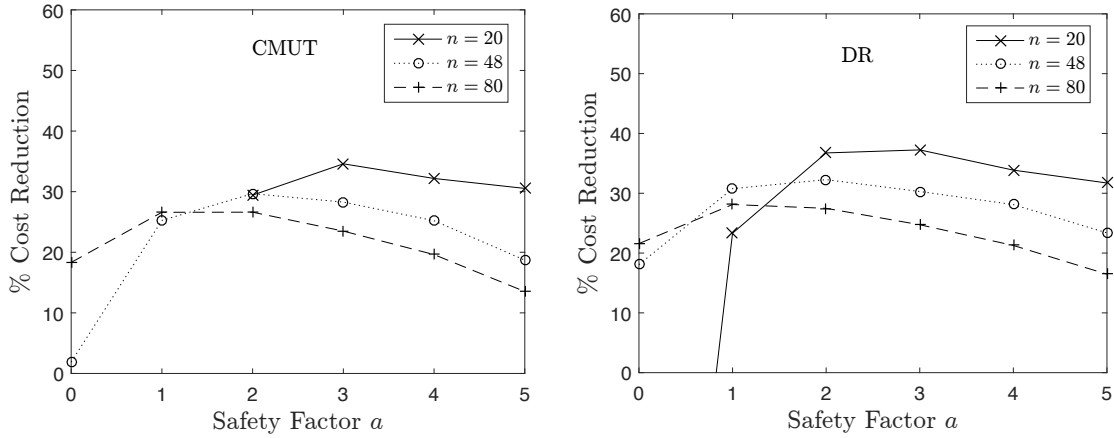 60
50
40
30
20
10
0
% Cost Reduction
CMUT
n = 20
n = 48
n = 80
0 1 2 3 4 5
Safety Factor a
60
50
40
30
20
10
0
% Cost Reduction
DR
n = 20
n = 48
n = 80
0 1 2 3 4 5
Safety Factor a